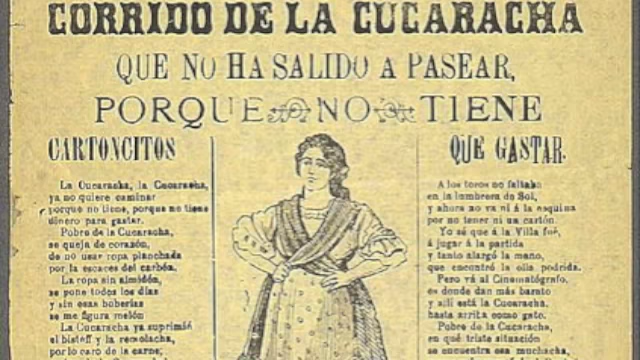 CORRIDO DE LA CUCARACHA
QUE NO HA SALIDO A PASEAR,
PORQUE NO TIENE
CARTONCITOS
QUE GASTAR.
La Cucaracha, la Cucaracha,
ya no quiere caminar
porque no tiene, porque no tiene
dinero para gastar.
Pobre de la Cucaracha,
se queja de corazón,
de no usar ropa planchada
por la escaces del carbón.
La ropa sin almidón,
se pone todos los días
y sin esas boberías
se me figura melón
La Cucaracha ya suprimió
el bisteff y la remolacha,
por lo caro de la carne;
A los toros no faltaba
en la lumbrera de Sol,
y ahora no va ni á la esquina
por no tener ni un cartón.
Yo sé que á la Villa fué,
á jugar á la partida
y tanto alargó la mano,
que encontró la olla podrida.
Pero vá al Cinematógrafo,
es donde dan más barato
y allí está la Cucaracha,
hasta arriba como gato.
Pobre de la Cucaracha,
en qué triste situación
se encuentra esa muchacha,